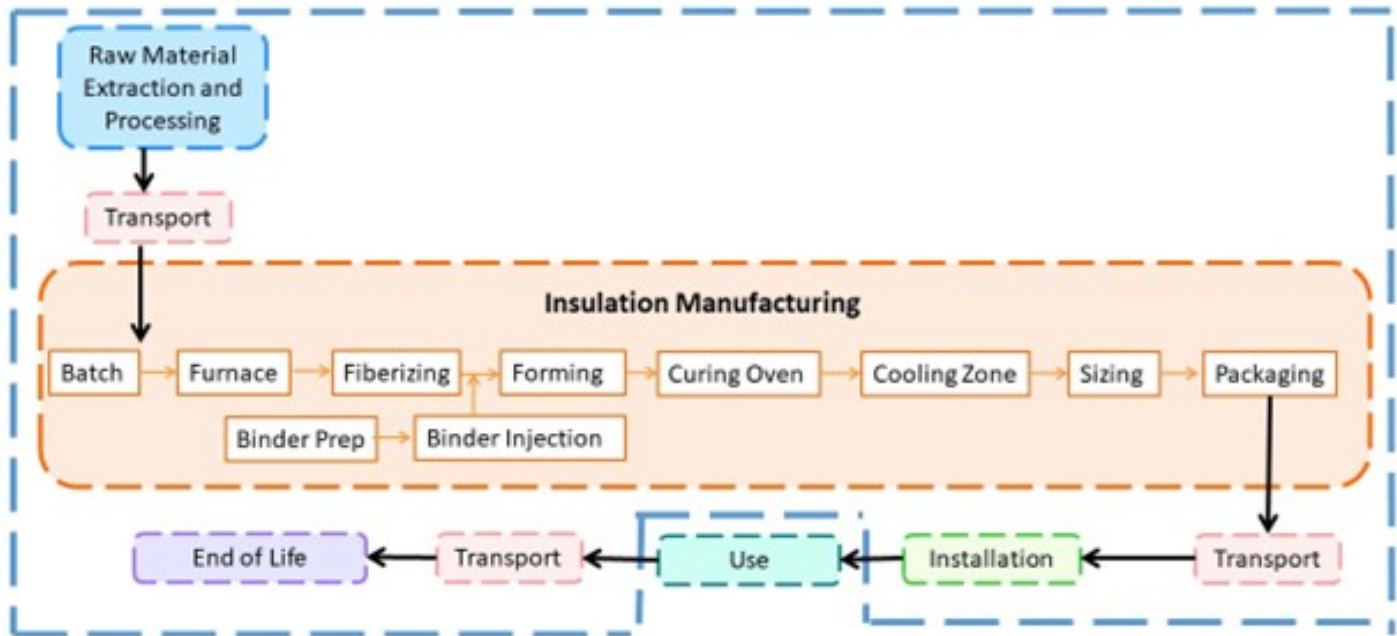 Raw Material
Extraction and
Processing
Transport
Insulation Manufacturing
Batch
Furnace
Fiberizing
Forming
Curing Oven
Cooling Zone
Sizing
Packaging
Binder Prep
Binder Injection
End of Life
Transport
Use
Installation
Transport